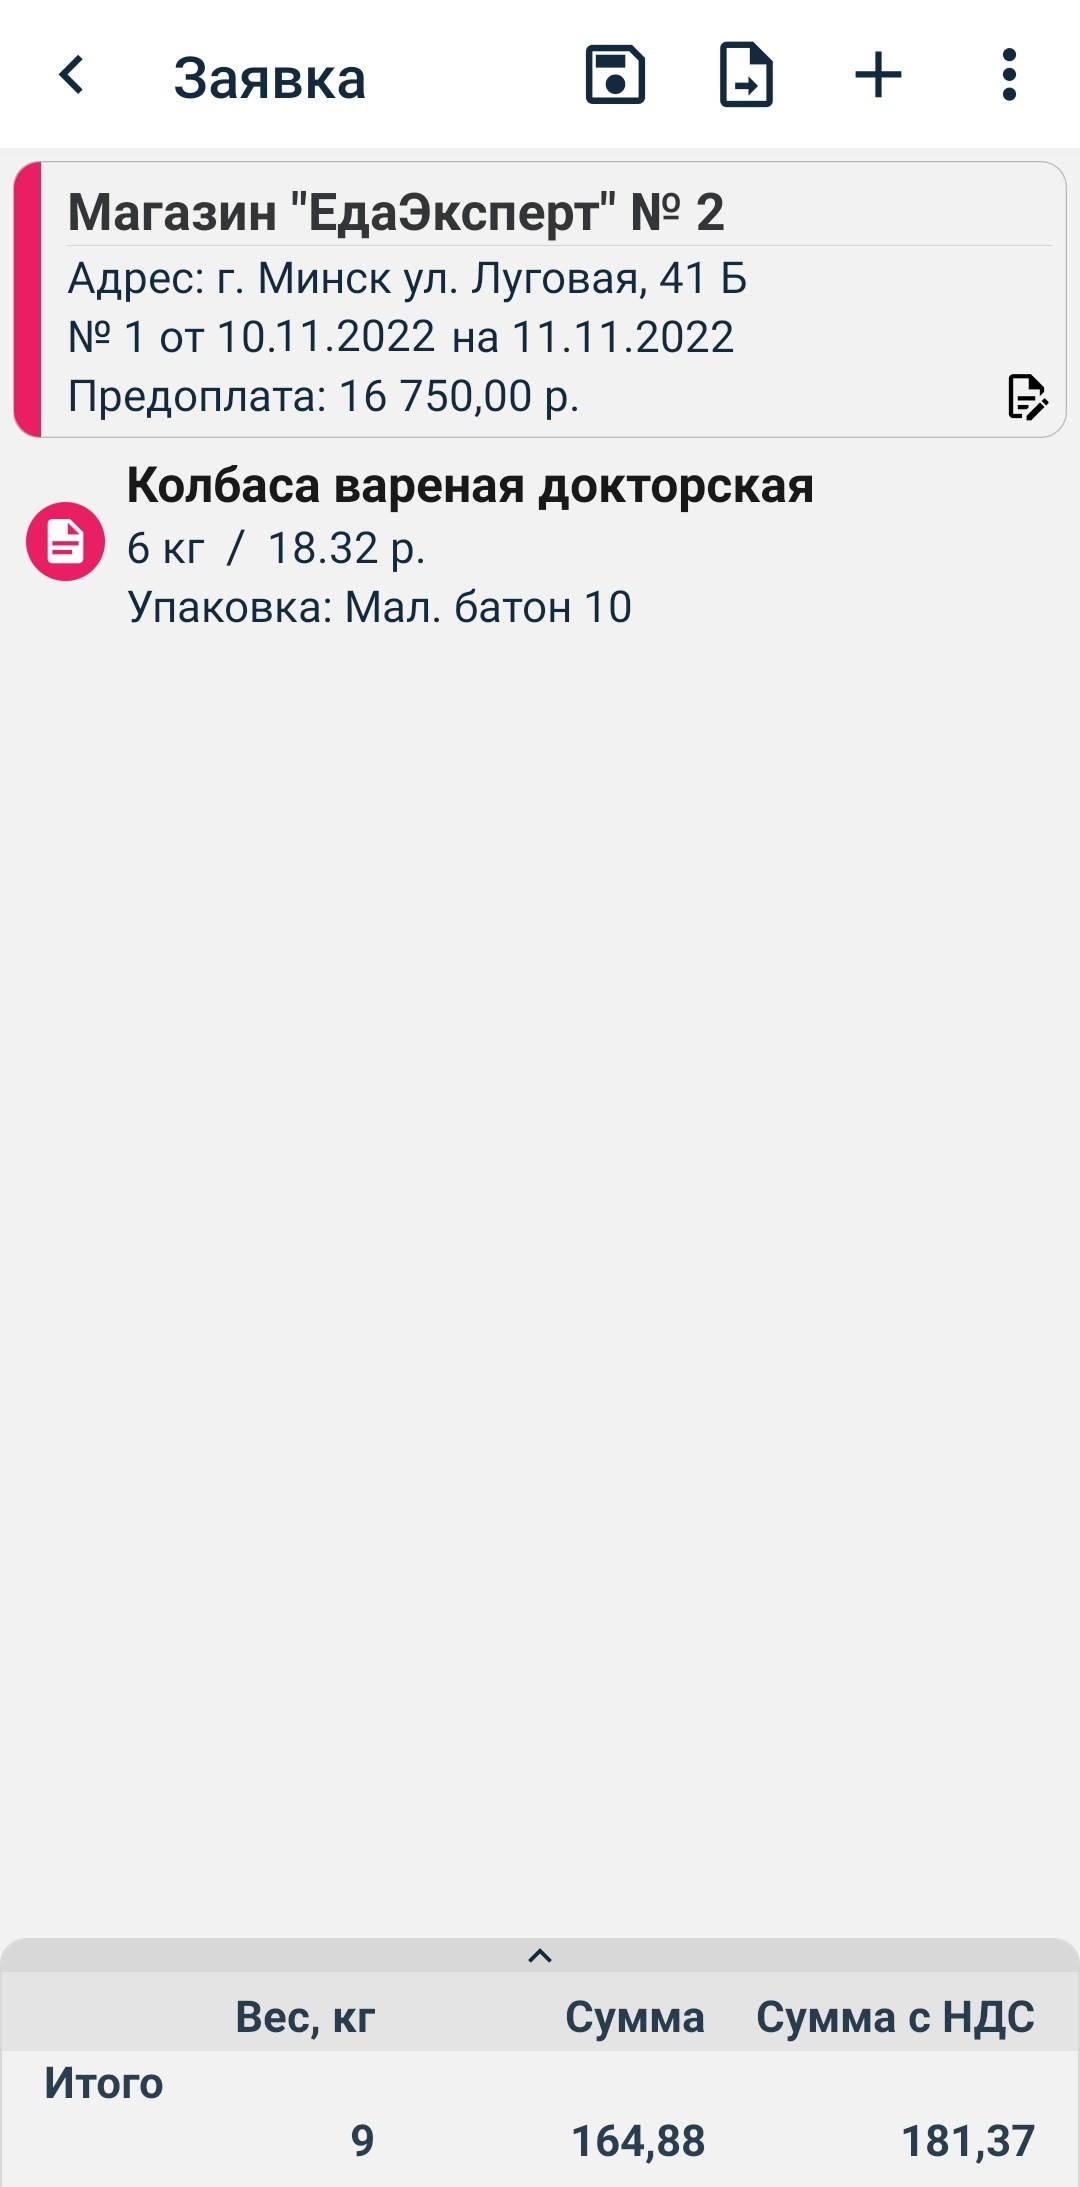 Заявка
Магазин "ЕдаЭксперт" № 2
Адрес: г. Минск ул. Луговая, 41 Б
№ 1 от 10.11.2022 на 11.11.2022
Предоплата: 16 750,00 р.
Колбаса вареная докторская
6 кг / 18.32 р.
Упаковка: Мал. батон 10
Вес, кг Сумма Сумма с НДС
Итого
9 164,88 181,37